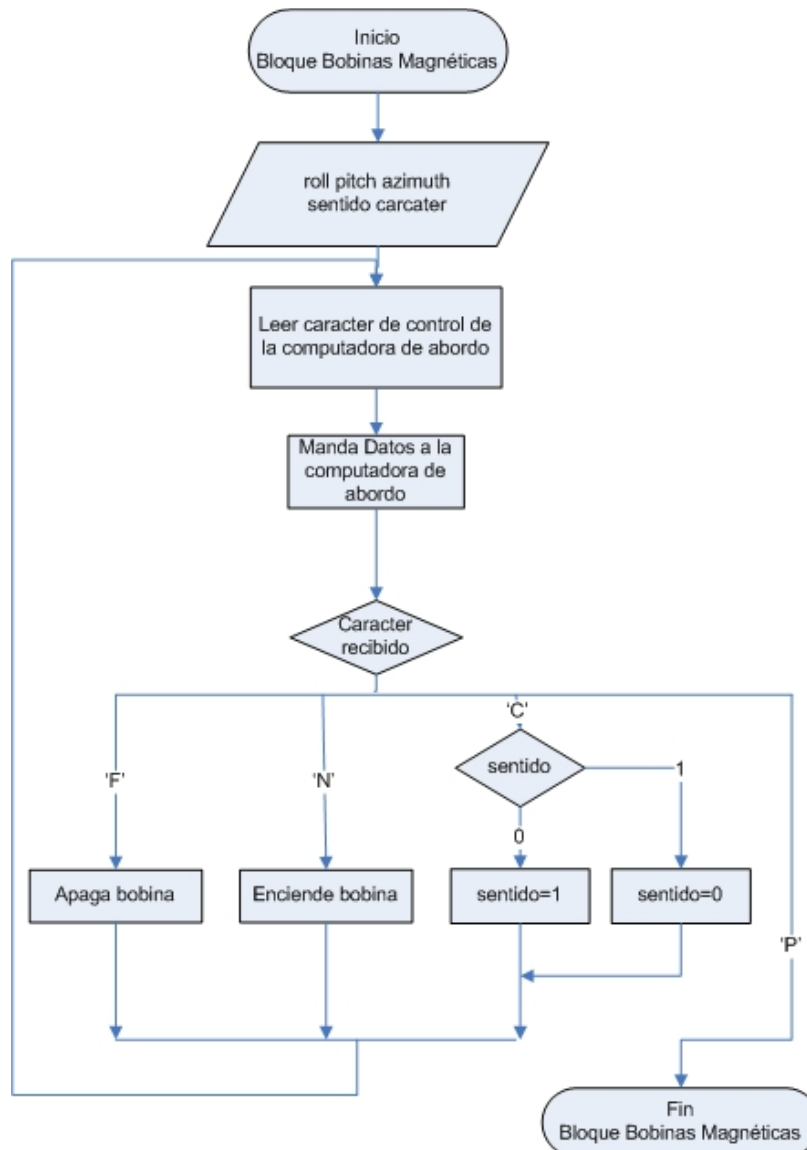 Inicio
Bloque Bobinas Magnéticas
roll pitch azimuth
sentido carcater
Leer caracter de control de
la computadora de abordo
Manda Datos a la
computadora de
abordo
Caracter
recibido
'C'
'F'
'N'
sentido
1
0
Apaga bobina
Enciende bobina
sentido=1
sentido=0
'P'
Fin
Bloque Bobinas Magnéticas